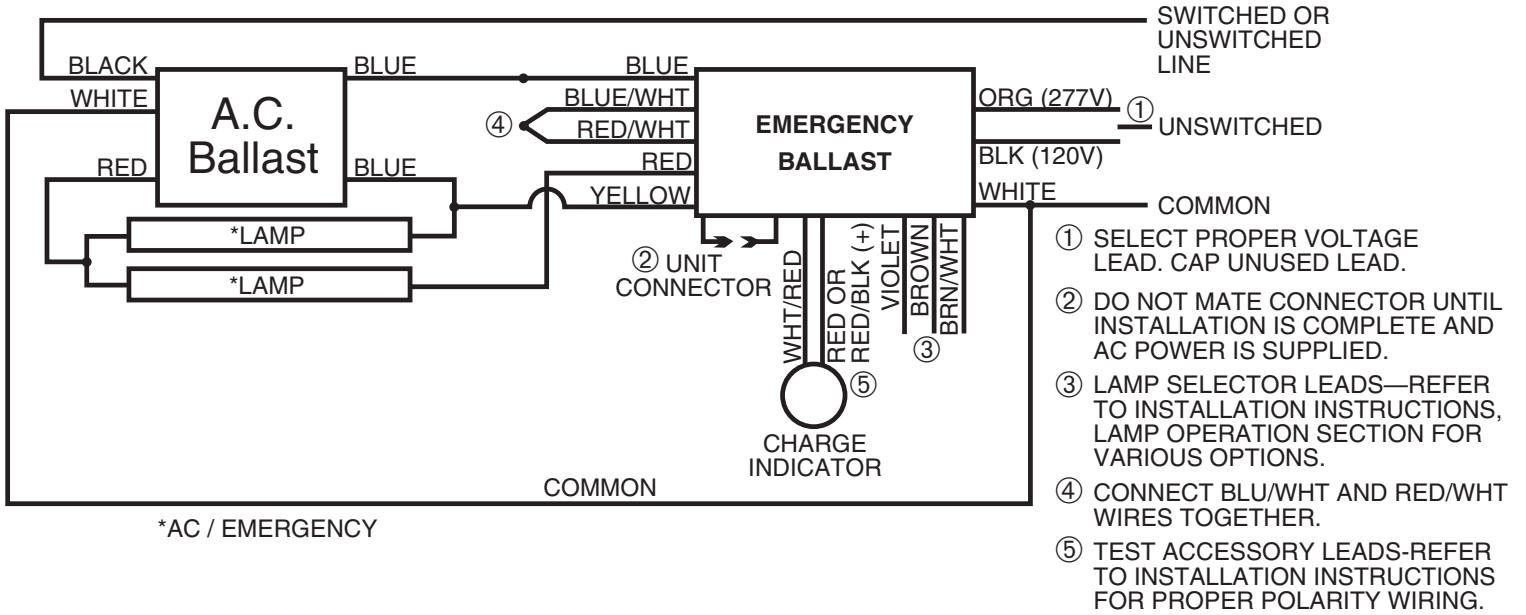 SWITCHED OR
UNSWITCHED
LINE
BLACK
WHITE
RED
A.C.
Ballast
BLUE
BLUE
*LAMP
*LAMP
BLUE
BLUE/WHT
④
RED/WHT
RED
YELLOW
EMERGENCY
BALLAST
ORG (277V)
①
UNSWITCHED
BLK (120V)
WHITE
COMMON
② UNIT
CONNECTOR
WHT/RED
RED OR
RED/BLK (+)
VIOLET
BROWN
BRN/WHT
③
⑤
CHARGE
INDICATOR
COMMON
*AC / EMERGENCY
① SELECT PROPER VOLTAGE
LEAD. CAP UNUSED LEAD.
② DO NOT MATE CONNECTOR UNTIL
INSTALLATION IS COMPLETE AND
AC POWER IS SUPPLIED.
③ LAMP SELECTOR LEADS—REFER
TO INSTALLATION INSTRUCTIONS,
LAMP OPERATION SECTION FOR
VARIOUS OPTIONS.
④ CONNECT BLU/WHT AND RED/WHT
WIRES TOGETHER.
⑤ TEST ACCESSORY LEADS-REFER
TO INSTALLATION INSTRUCTIONS
FOR PROPER POLARITY WIRING.